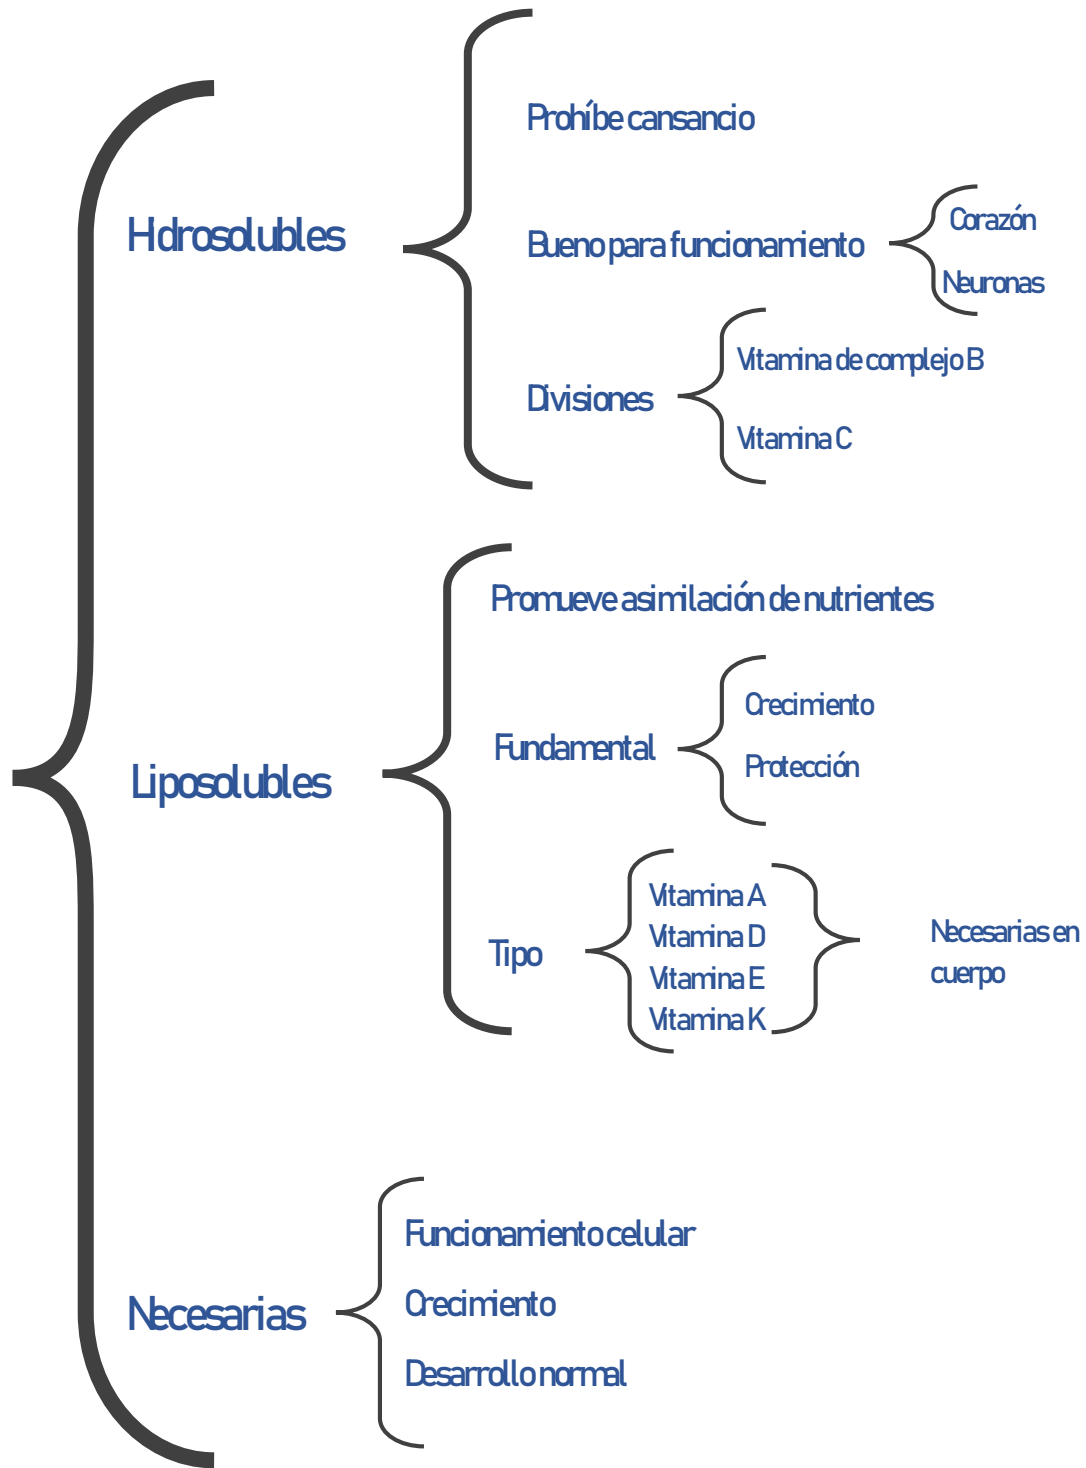 Hidrosolubles
Prohíbe cansancio
Bueno para funcionamiento
Corazón
Neuronas
Divisiones
Vitamina de complejo B
Vitamina C
Liposolubles
Promueve asimilación de nutrientes
Fundamental
Crecimiento
Protección
Tipo
Vitamina A
Vitamina D
Vitamina E
Vitamina K
Necesarias en
cuerpo
Necesarias
Funcionamiento celular
Crecimiento
Desarrollo normal